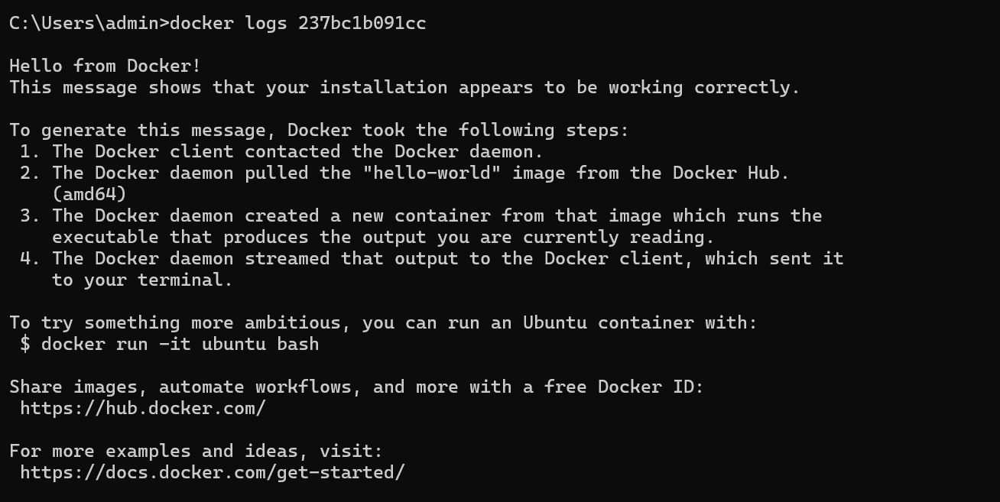 C:\Users\admin>docker logs 237bc1b091cc
Hello from Docker!
This message shows that your installation appears to be working correctly.
To generate this message, Docker took the following steps:
1. The Docker client contacted the Docker daemon.
2. The Docker daemon pulled the "hello-world" image from the Docker Hub.
(amd64)
3. The Docker daemon created a new container from that image which runs the
executable that produces the output you are currently reading.
4. The Docker daemon streamed that output to the Docker client, which sent it
to your terminal.
To try something more ambitious, you can run an Ubuntu container with:
$ docker run -it ubuntu bash
Share images, automate workflows, and more with a free Docker ID:
https://hub.docker.com/
For more examples and ideas, visit:
https://docs.docker.com/get-started/